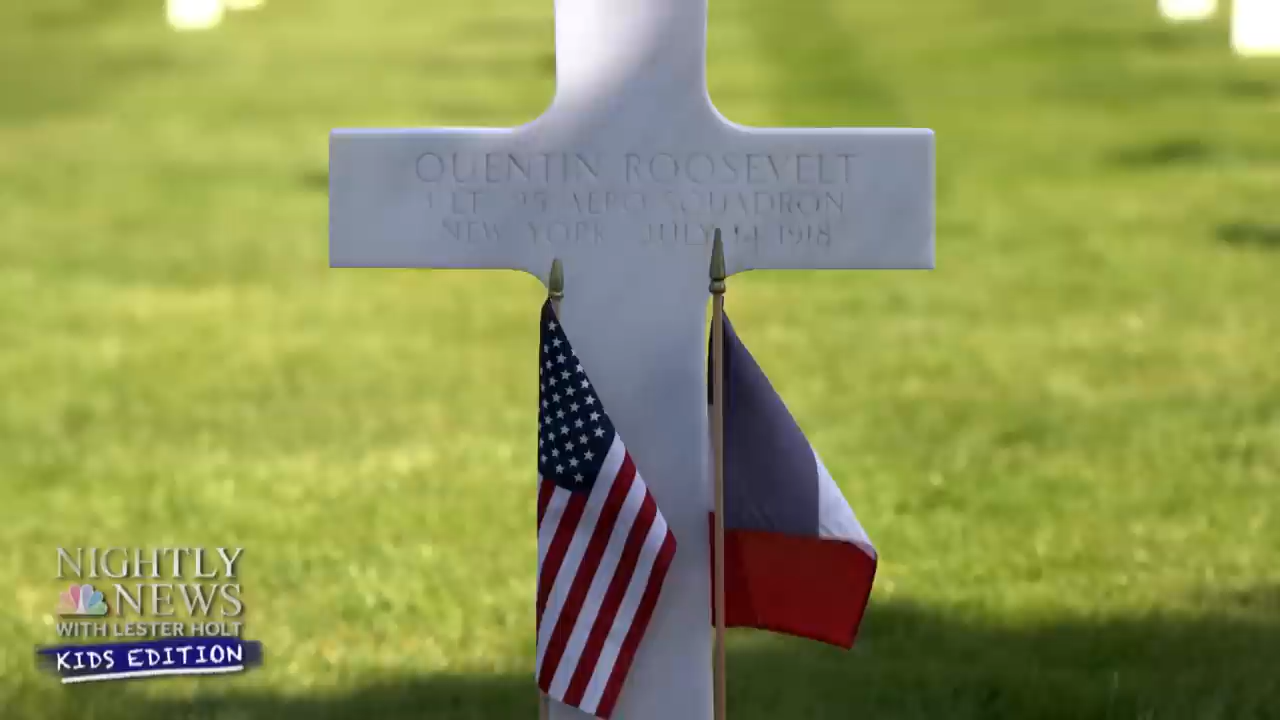 QUENTIN ROOSEVELT
1 LT 95 AERO SQUADRON
NEW YORK JULY 14 1918
NIGHTLY
NEWS
WITH LESTER HOLT
KIDS EDITION